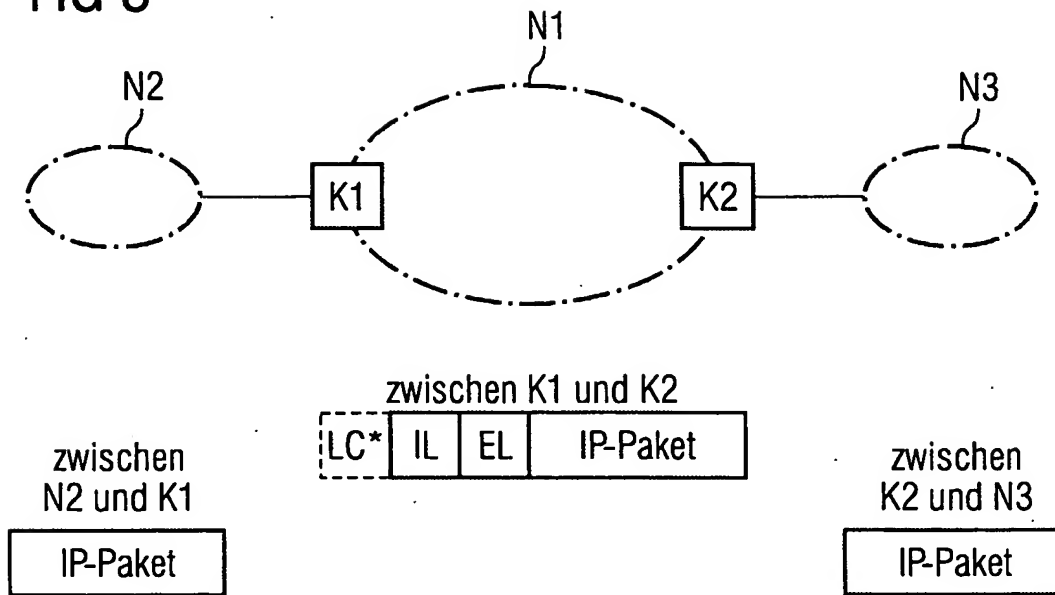 N1
N2
N3
K1
K2
zwischen K1 und K2
LC* IL EL IP-Paket
zwischen
N2 und K1
IP-Paket
zwischen
K2 und N3
IP-Paket